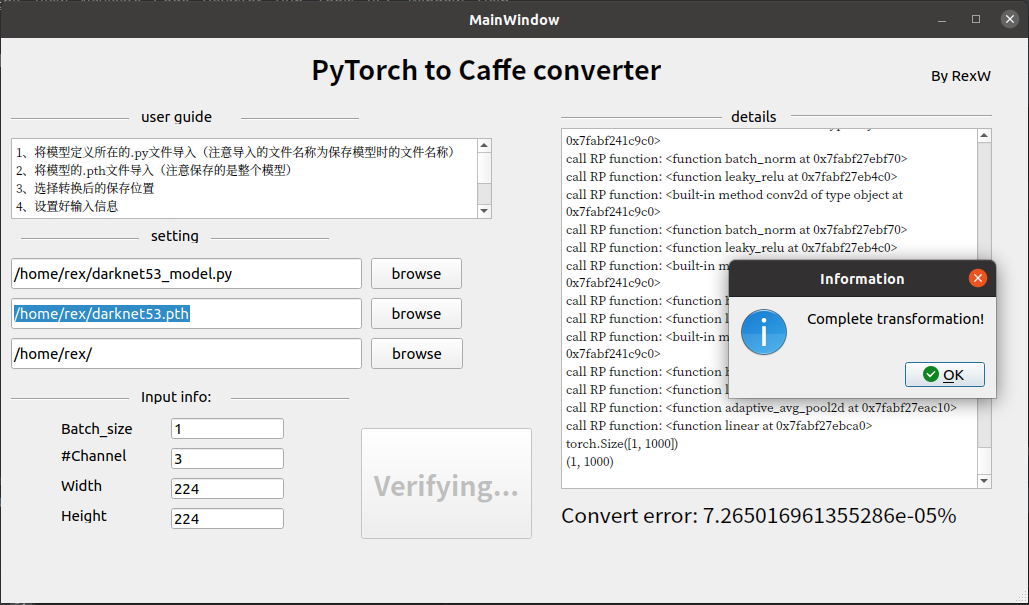 MainWindow
PyTorch to Caffe converter
By RexW
user guide
1、将模型定义所在的.py文件导入（注意导入的文件名称为保存模型时的文件名称）
2、将模型的.pth文件导入（注意保存的是整个模型）
3、选择转换后的保存位置
4、设置好输入信息
setting
/home/rex/darknet53_model.py
browse
/home/rex/darknet53.pth
browse
/home/rex/
browse
Input info:
Batch_size 1
#Channel 3
Width 224
Height 224
Verifying...
details
0x7fabf241c9c0>
call RP function: <function batch_norm at 0x7fabf27ebf70>
call RP function: <function leaky_relu at 0x7fabf27eb4c0>
call RP function: <built-in method conv2d of type object at
0x7fabf241c9c0>
call RP function: <function batch_norm at 0x7fabf27ebf70>
call RP function: <function leaky_relu at 0x7fabf27eb4c0>
call RP function: <built-in m
0x7fabf241c9c0>
call RP function: <function b
call RP function: <function l
call RP function: <built-in m
0x7fabf241c9c0>
call RP function: <function b
call RP function: <function l
call RP function: <function adaptive_avg_pool2d at 0x7fabf27eac10>
call RP function: <function linear at 0x7fabf27ebca0>
torch.Size([1, 1000])
(1, 1000)
Information
Complete transformation!
OK
Convert error: 7.265016961355286e-05%